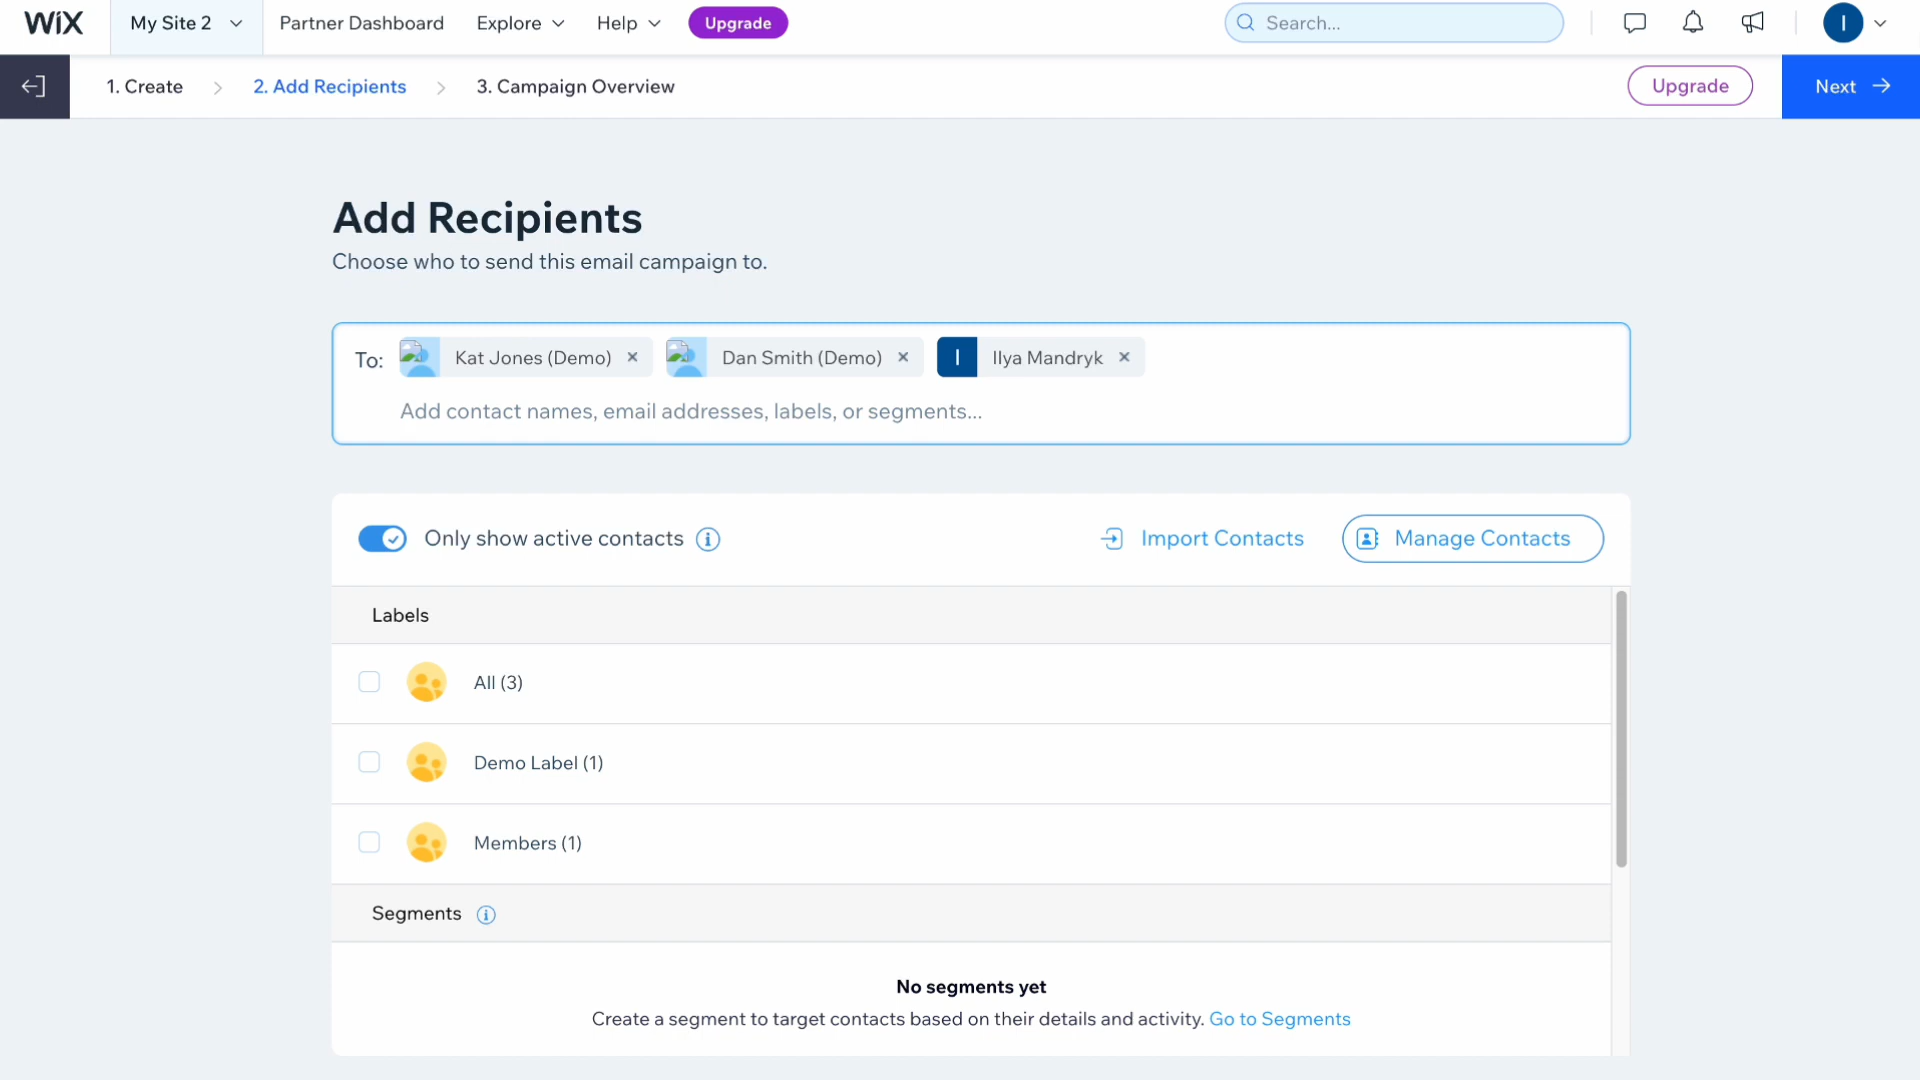 WiX My Site 2 Partner Dashboard Explore Help Upgrade Search... I
1. Create 2. Add Recipients 3. Campaign Overview Upgrade Next
Add Recipients
Choose who to send this email campaign to.
To: Kat Jones (Demo) Dan Smith (Demo) I Ilya Mandryk
Add contact names, email addresses, labels, or segments...
Only show active contacts Import Contacts Manage Contacts
Labels
All (3)
Demo Label (1)
Members (1)
Segments
No segments yet
Create a segment to target contacts based on their details and activity. Go to Segments